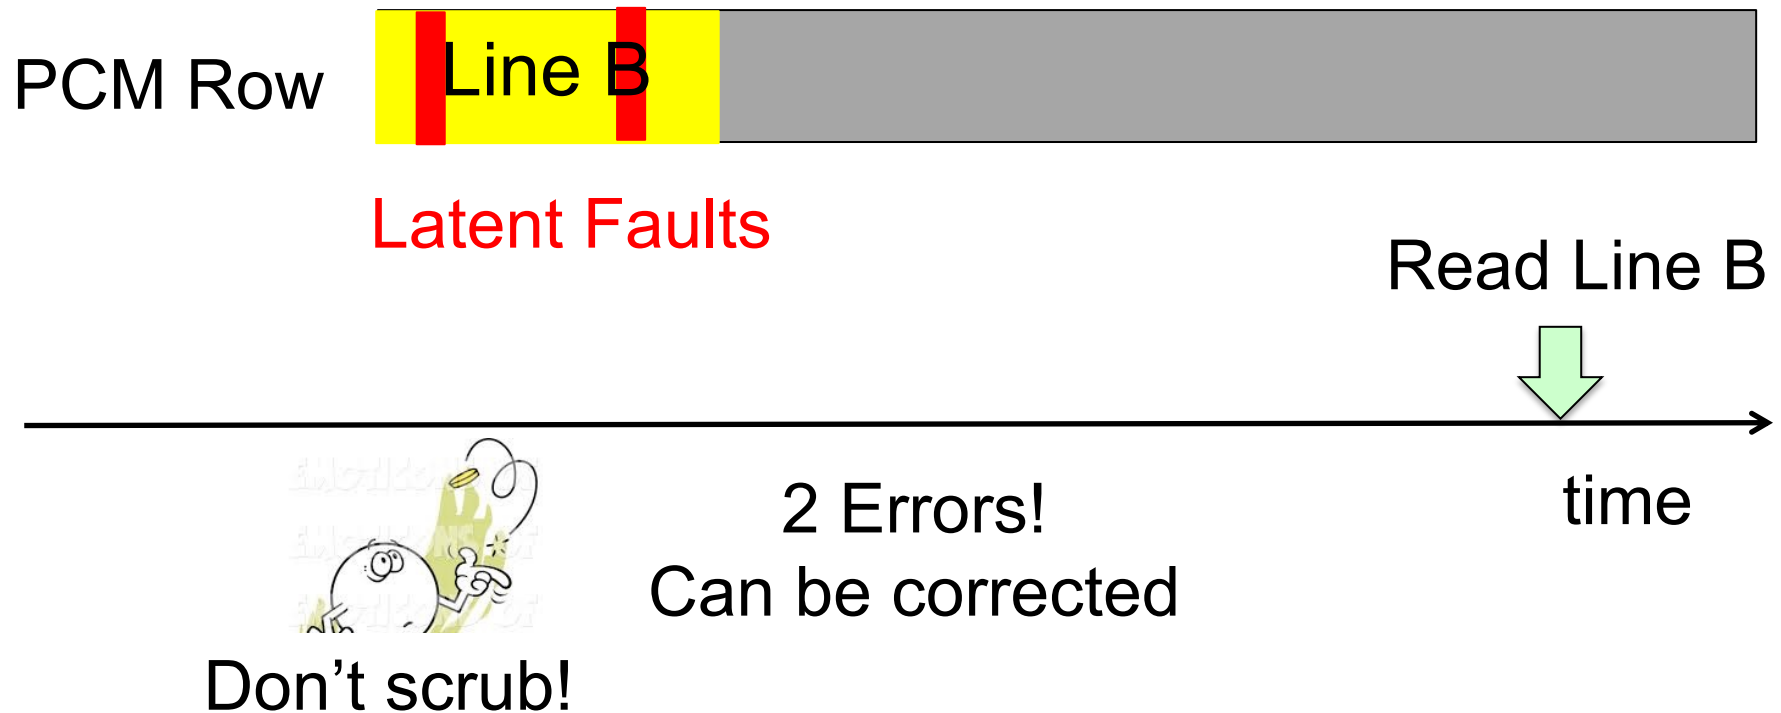 PCM Row
Line B
Latent Faults
Read Line B
time
2 Errors!
Can be corrected
Don’t scrub!